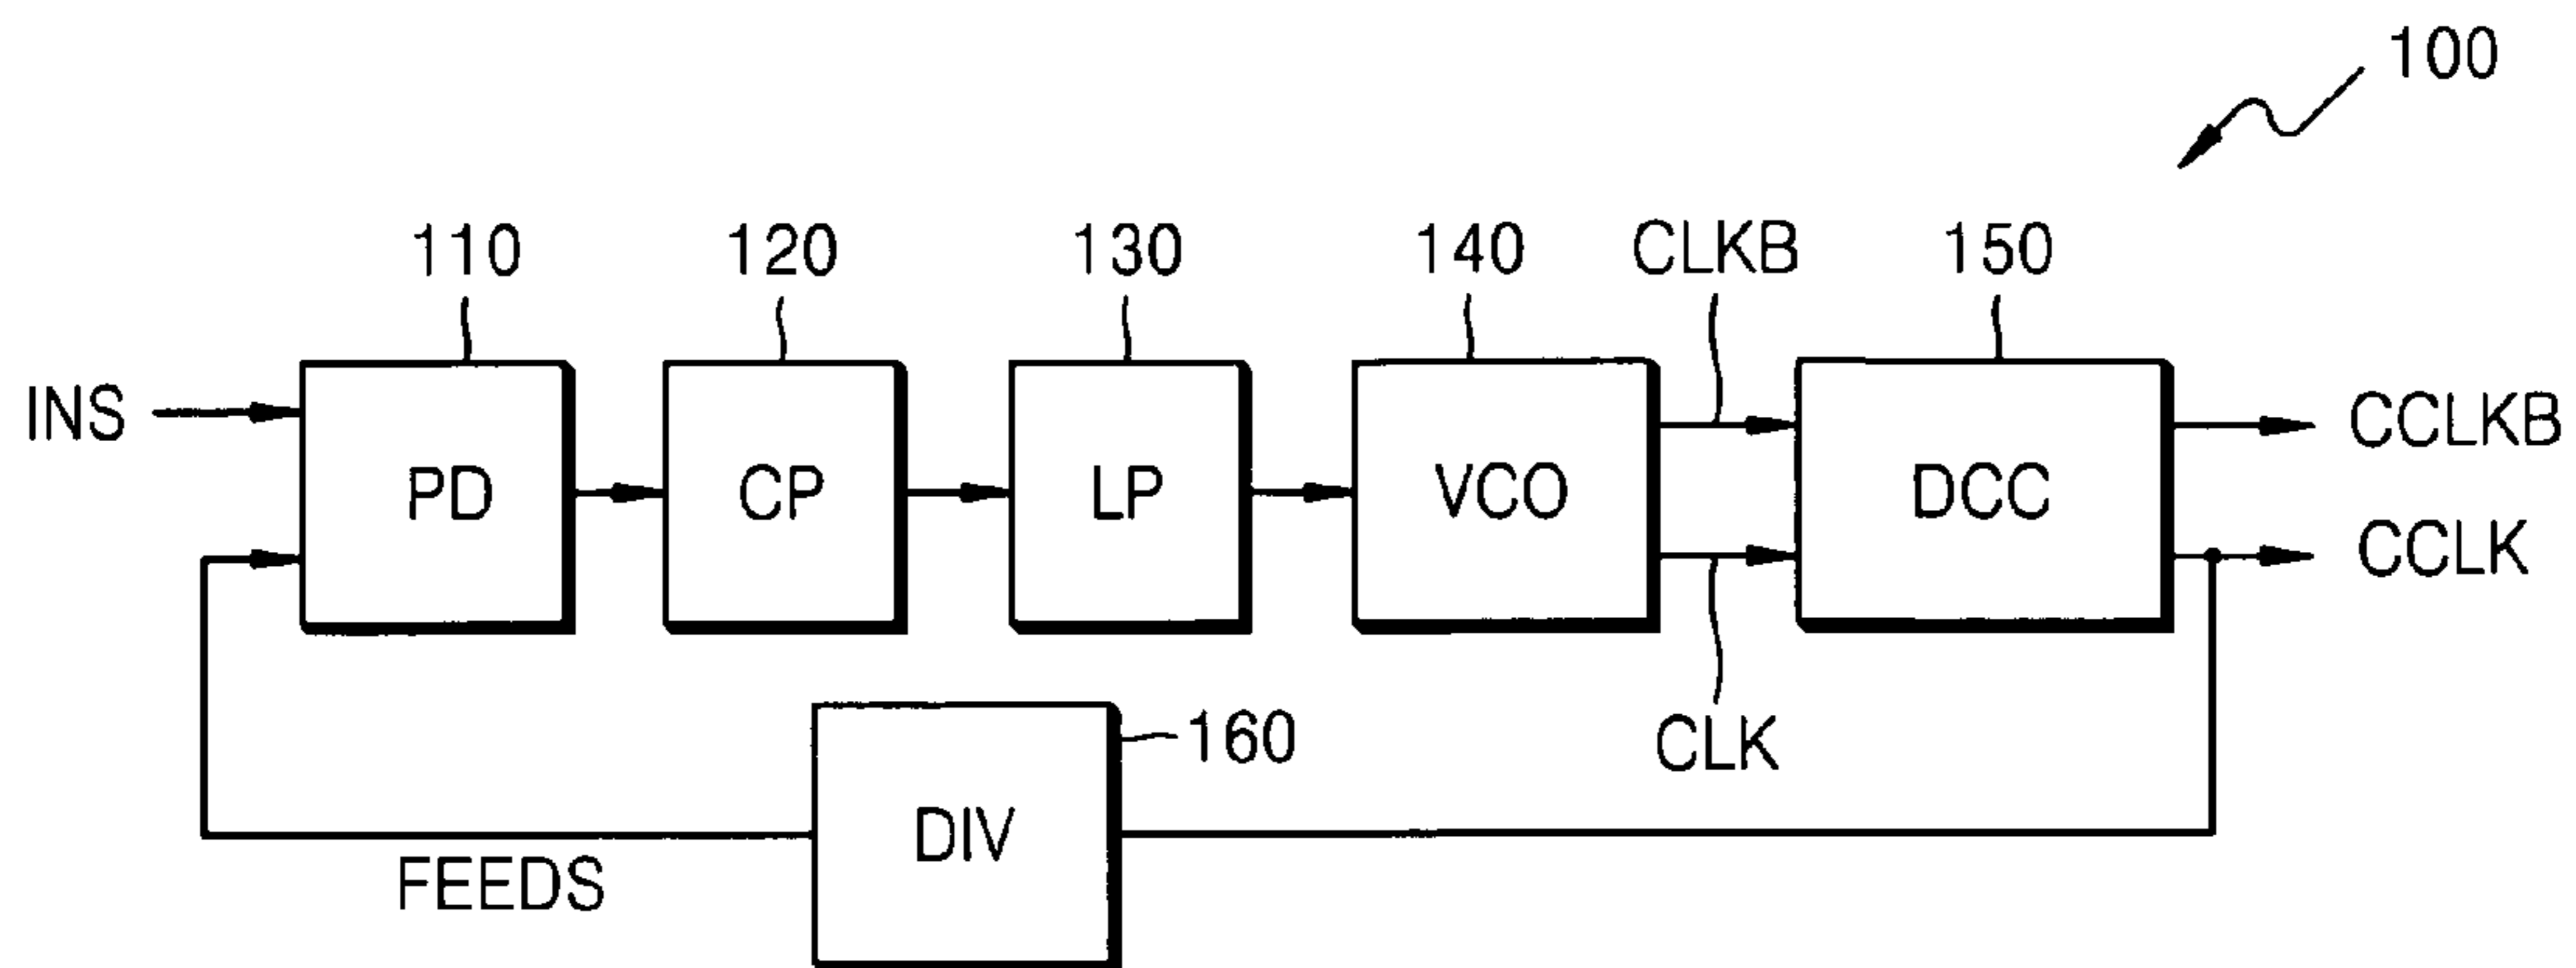 100
110
120
130
140
CLKB
150
INS
PD
CP
LP
VCO
DCC
CCLKB
CCLK
CLK
160
DIV
FEEDS